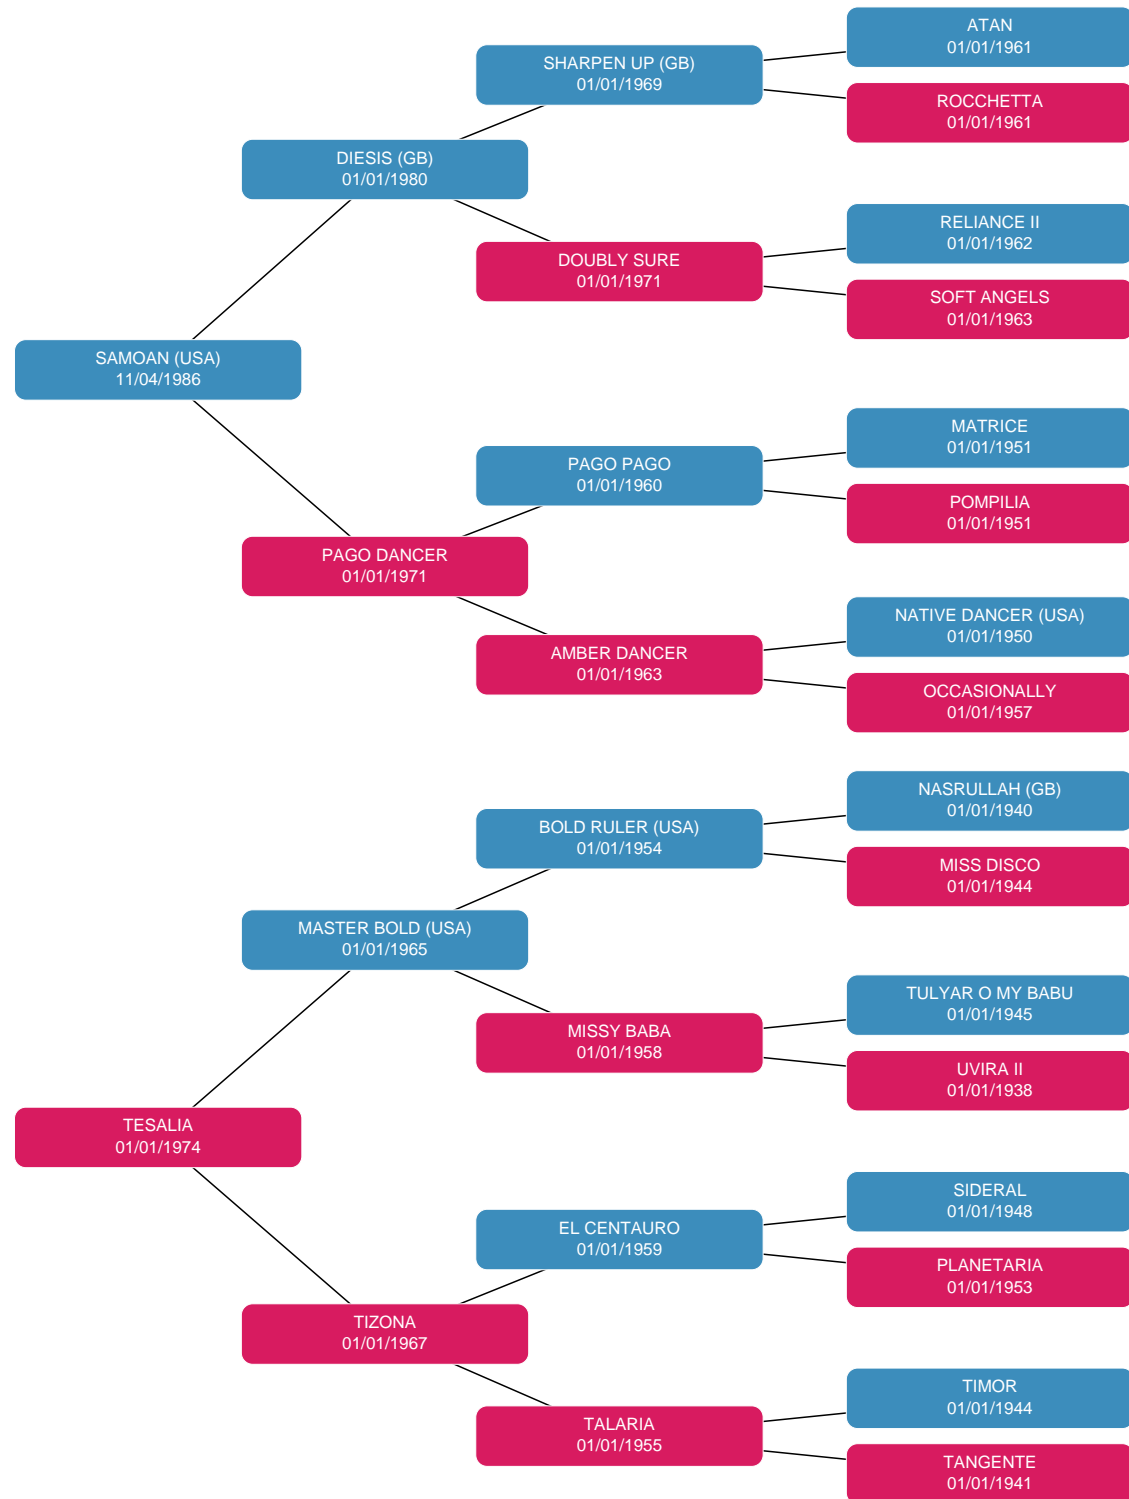 ATAN
01/01/1961
SHARPEN UP (GB)
01/01/1969
ROCCHETTA
01/01/1961
DIESIS (GB)
01/01/1980
RELIANCE II
01/01/1962
DOUBLY SURE
01/01/1971
SOFT ANGELS
01/01/1963
SAMOAN (USA)
11/04/1986
MATRICE
01/01/1951
PAGO PAGO
01/01/1960
POMPILIA
01/01/1951
PAGO DANCER
01/01/1971
NATIVE DANCER (USA)
01/01/1950
AMBER DANCER
01/01/1963
OCCASIONALLY
01/01/1957
NASRULLAH (GB)
01/01/1940
BOLD RULER (USA)
01/01/1954
MISS DISCO
01/01/1944
MASTER BOLD (USA)
01/01/1965
TULYAR O MY BABU
01/01/1945
MISSY BABA
01/01/1958
UVIRA II
01/01/1938
TESALIA
01/01/1974
SIDERAL
01/01/1948
EL CENTAURO
01/01/1959
PLANETARIA
01/01/1953
TIZONA
01/01/1967
TIMOR
01/01/1944
TALARIA
01/01/1955
TANGENTE
01/01/1941